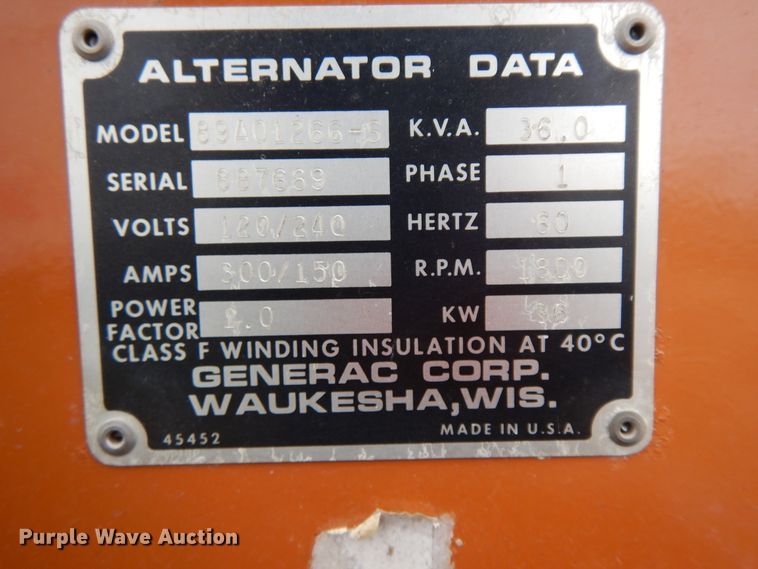 ALTERNATOR DATA
MODEL 89A01266-S K.V.A. 36.0
SERIAL 887689 PHASE 1
VOLTS 120/240 HERTZ 60
AMPS 300/150 R.P.M. 1800
POWER FACTOR 1.0 KW 36
CLASS F WINDING INSULATION AT 40°C
GENERAC CORP.
WAUKESHA, WIS.
45452 MADE IN U.S.A.
Purple Wave Auction